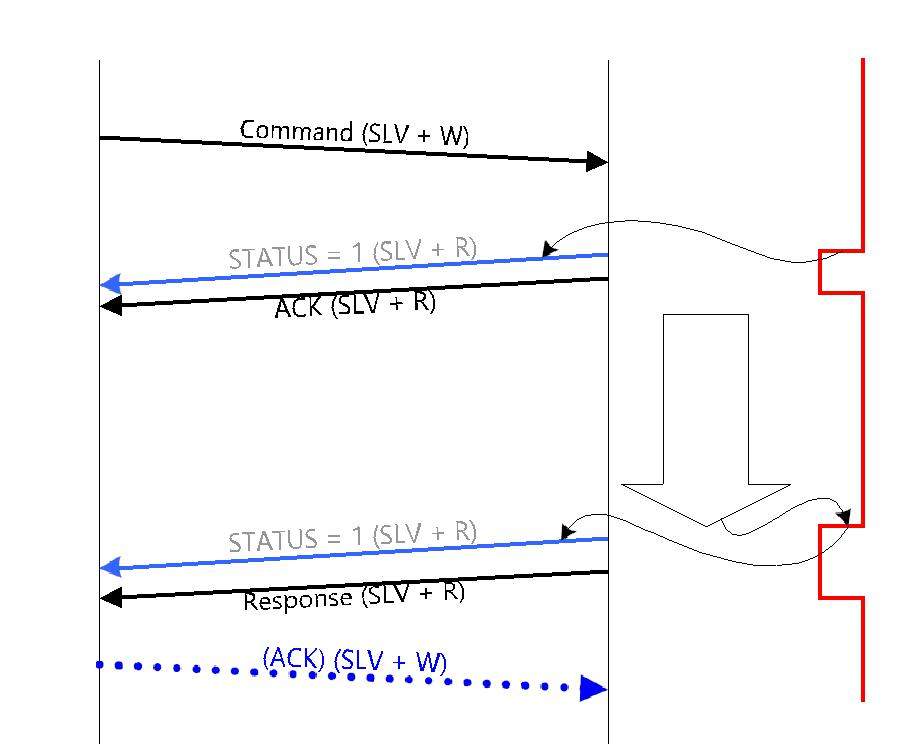 Command (SLV + W)
STATUS = 1 (SLV + R)
ACK (SLV + R)
STATUS = 1 (SLV + R)
Response (SLV + R)
(ACK) (SLV + W)